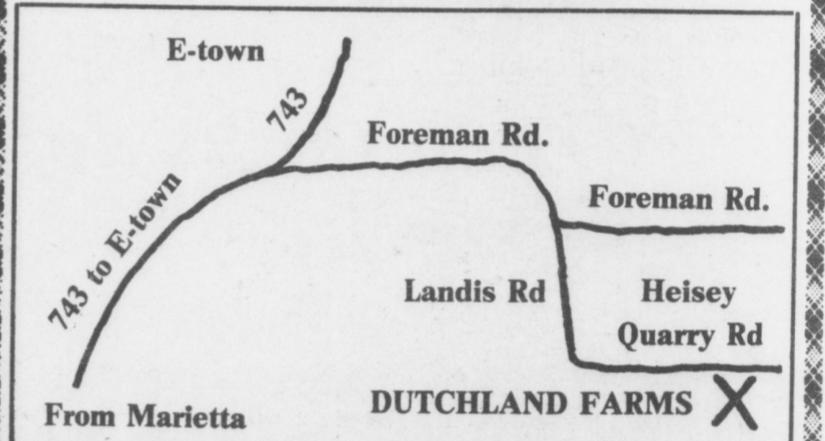 E-town
743
Foreman Rd.
743 to E-town
Foreman Rd.
Landis Rd
Heisey
Quarry Rd
DUTCHLAND FARMS X
From Marietta